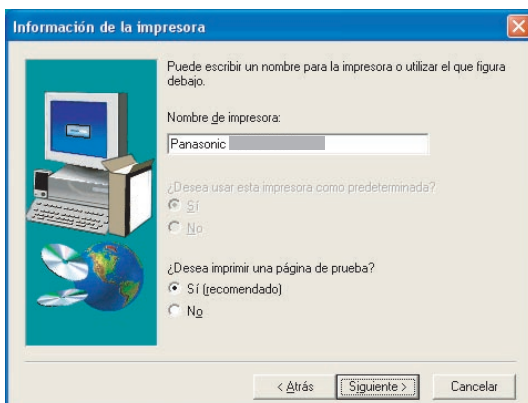 Información de la impresora
Puede escribir un nombre para la impresora o utilizar el que figura
debajo.
Nombre de impresora:
Panasonic
¿Desea usar esta impresora como predeterminada?
Sí
No
¿Desea imprimir una página de prueba?
Sí (recomendado)
No
< Atrás
Siguiente >
Cancelar